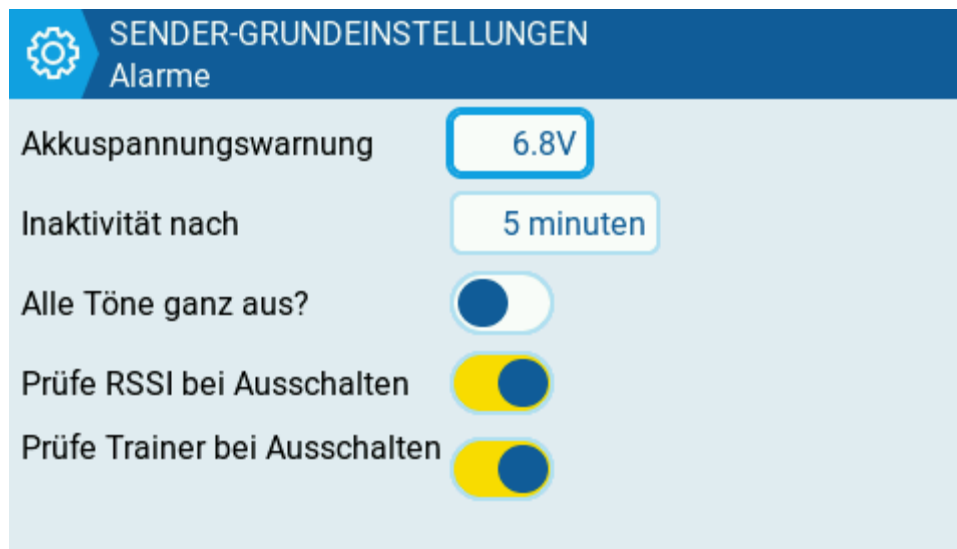 SENDER-GRUNDEINSTELLUNGEN
Alarme
Akkuspannungswarnung 6.8V
Inaktivität nach 5 minuten
Alle Töne ganz aus?
Prüfe RSSI bei Ausschalten
Prüfe Trainer bei Ausschalten